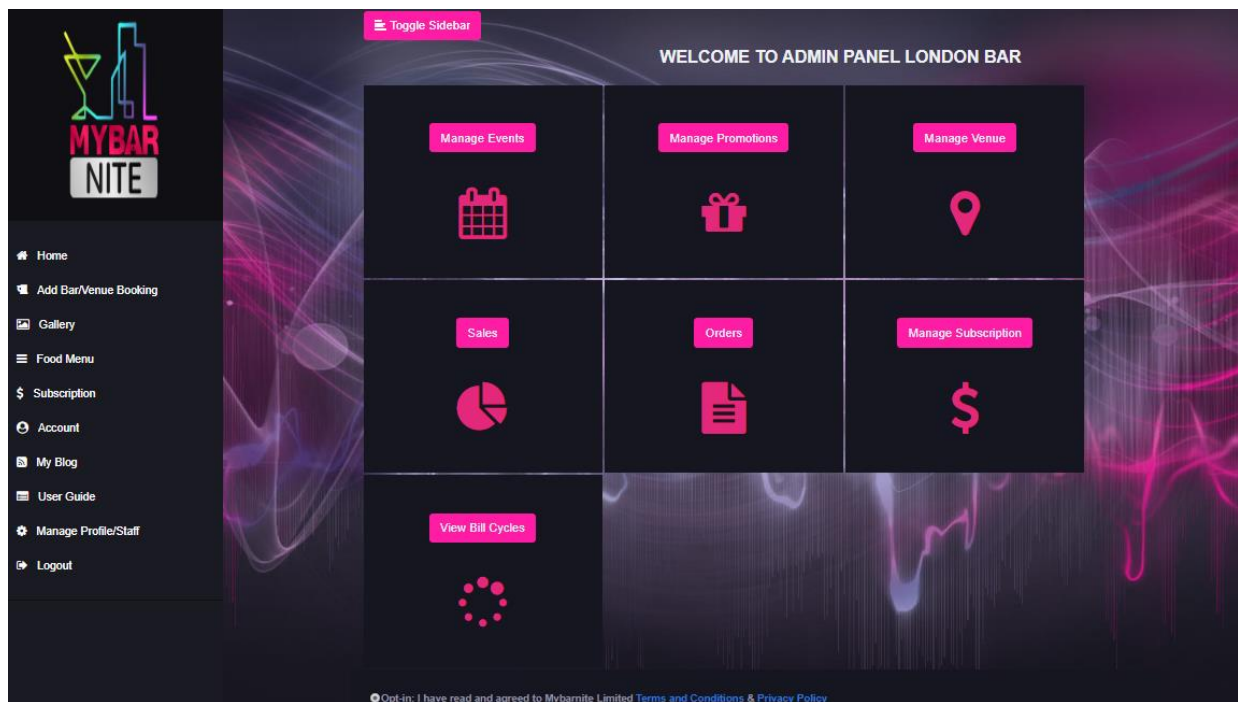 MYBAR
NITE
Home
Add Bar/Venue Booking
Gallery
Food Menu
Subscription
Account
My Blog
User Guide
Manage Profile/Staff
Logout
Toggle Sidebar
WELCOME TO ADMIN PANEL LONDON BAR
Manage Events
Manage Promotions
Manage Venue
Sales
Orders
Manage Subscription
View Bill Cycles
Opt-in: I have read and agreed to Mybarnite Limited Terms and Conditions & Privacy Policy